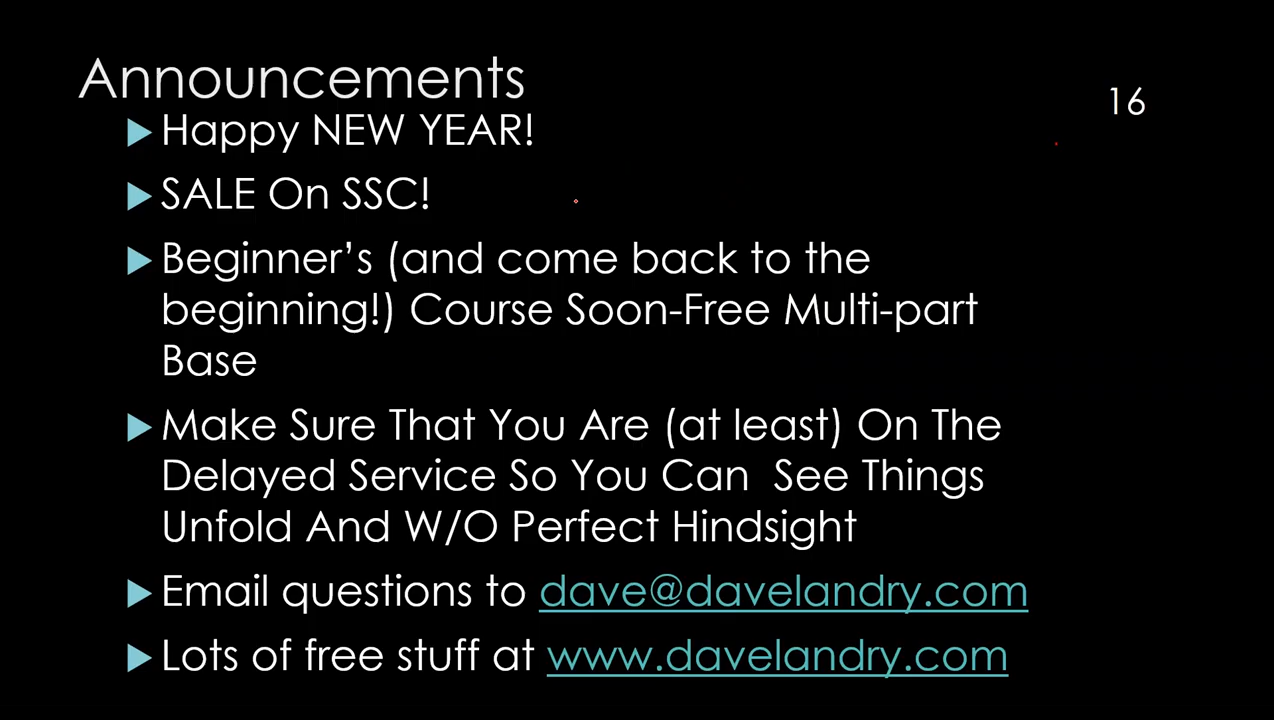 Announcements
16
Happy NEW YEAR!
SALE On SSC!
Beginner’s (and come back to the
beginning!) Course Soon-Free Multi-part
Base
Make Sure That You Are (at least) On The
Delayed Service So You Can  See Things
Unfold And W/O Perfect Hindsight
Email questions to dave@davelandry.com
Lots of free stuff at www.davelandry.com